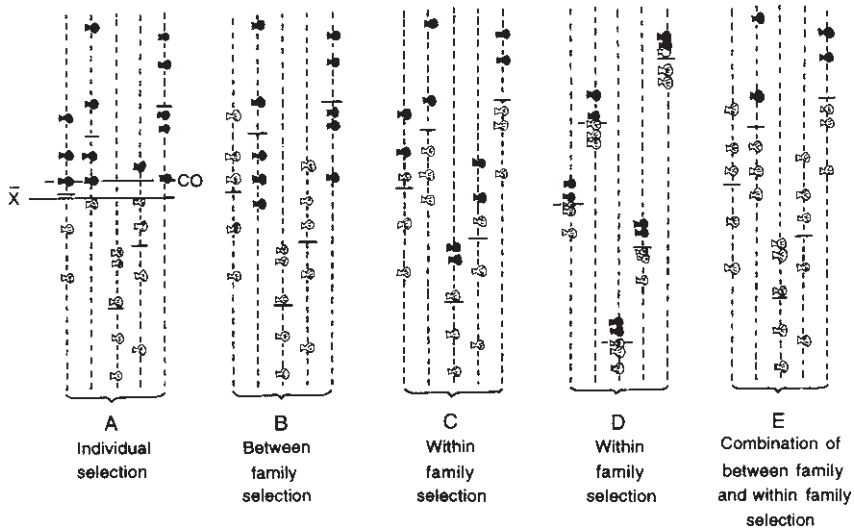 CO
X̄
A
Individual
selection
B
Between
family
selection
C
Within
family
selection
D
Within
family
selection
E
Combination of
between family
and within family
selection